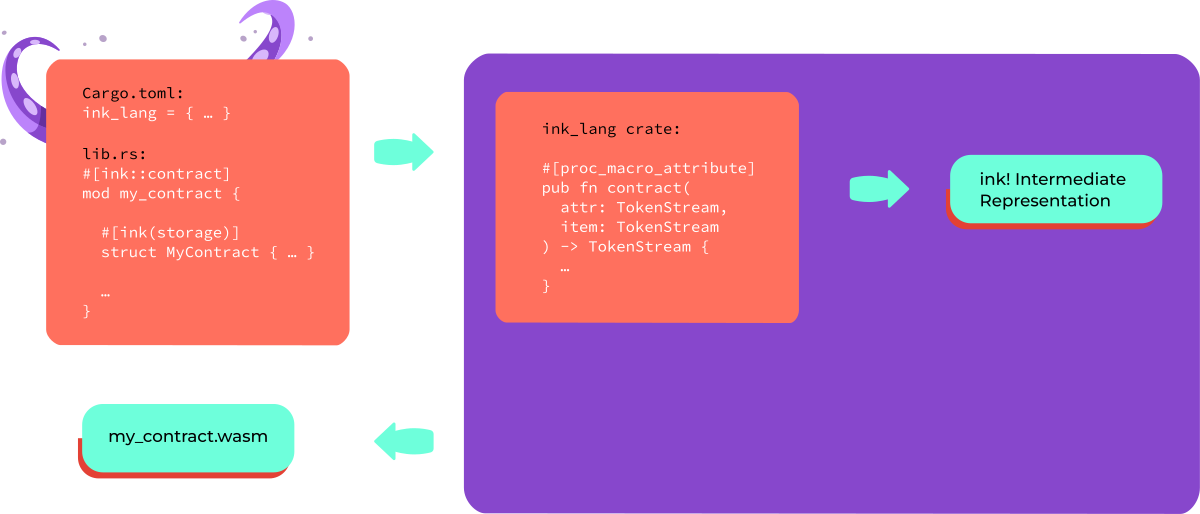 Cargo.toml:
ink_lang = { … }
lib.rs:
#[ink::contract]
mod my_contract {
#[ink(storage)]
struct MyContract { … }
…
}
ink_lang crate:
#[proc_macro_attribute]
pub fn contract(
attr: TokenStream,
item: TokenStream
) -> TokenStream {
…
}
ink! Intermediate
Representation
my_contract.wasm